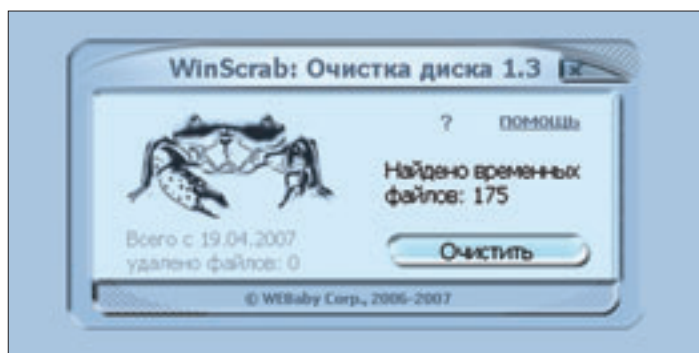 WinScrab: Очистка диска 1.3
? помощь
Найдено временных
файлов: 175
Всего с 19.04.2007
удалено файлов: 0
Очистить
© WEBaby Corp., 2006-2007